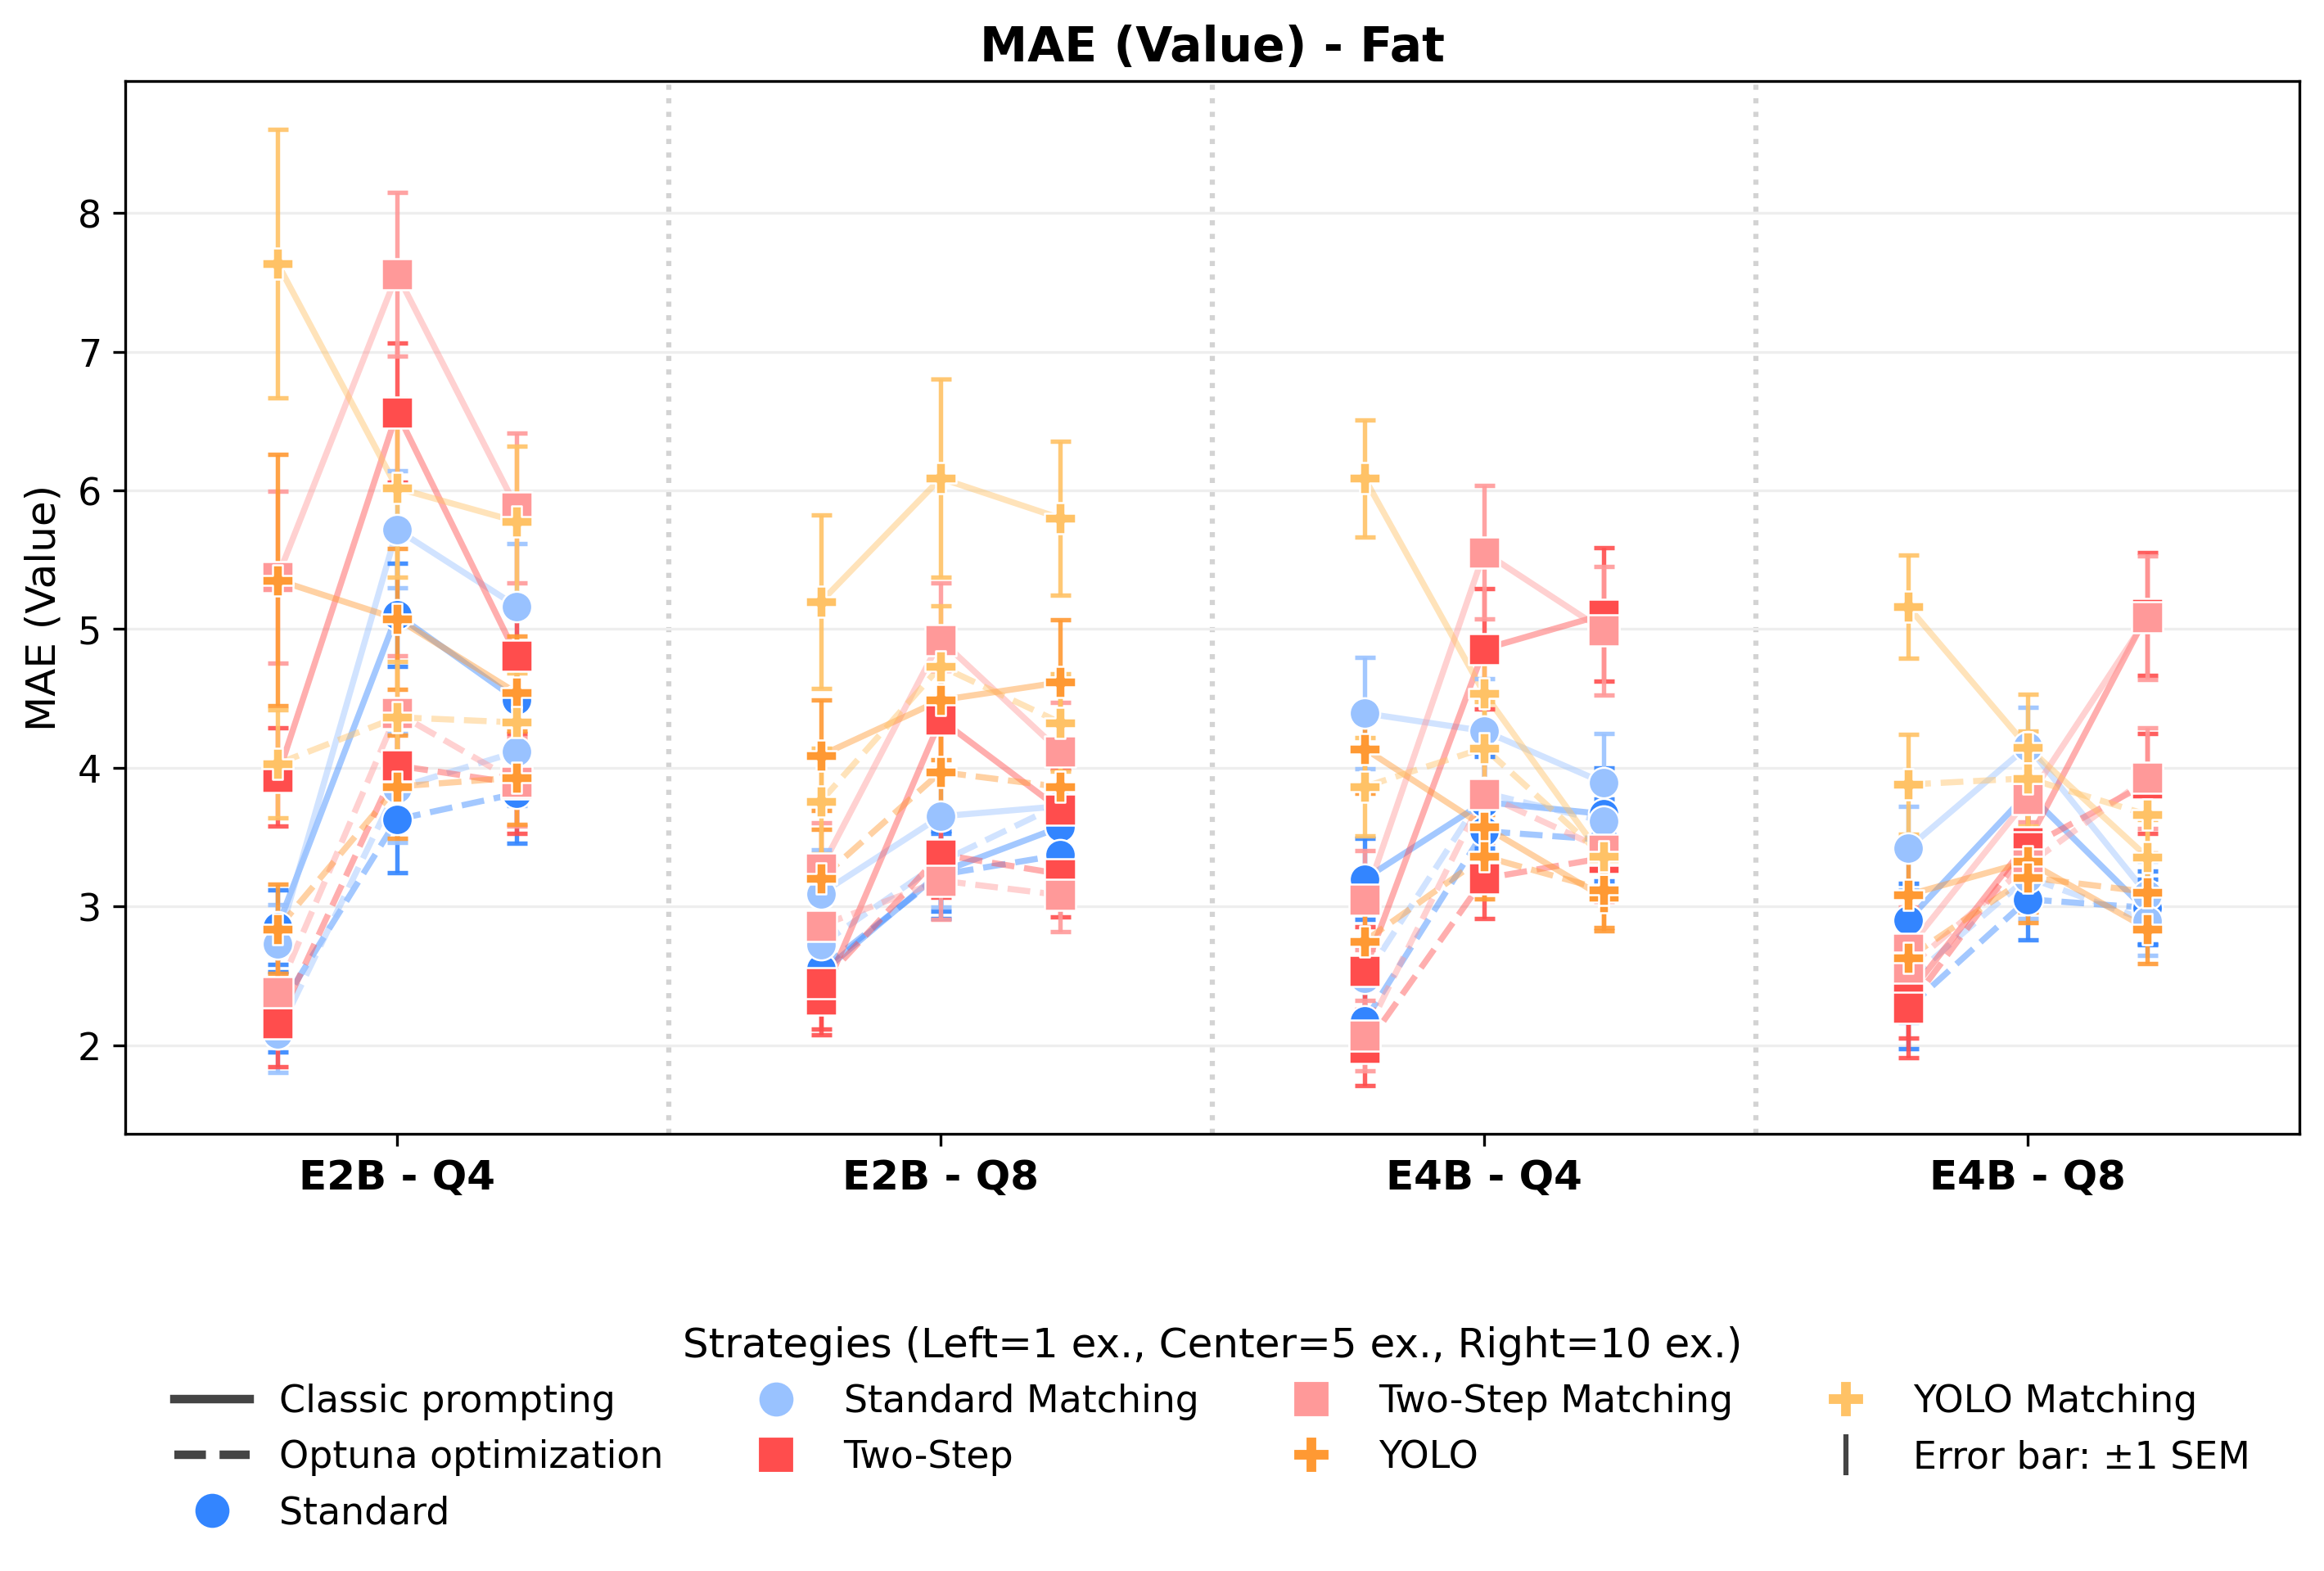 MAE (Value) - Fat
MAE (Value)
8
7
6
5
4
3
2
E2B - Q4
E2B - Q8
E4B - Q4
E4B - Q8
Strategies (Left=1 ex., Center=5 ex., Right=10 ex.)
Classic prompting
Optuna optimization
Standard
Standard Matching
Two-Step
Two-Step Matching
YOLO
YOLO Matching
Error bar: ±1 SEM